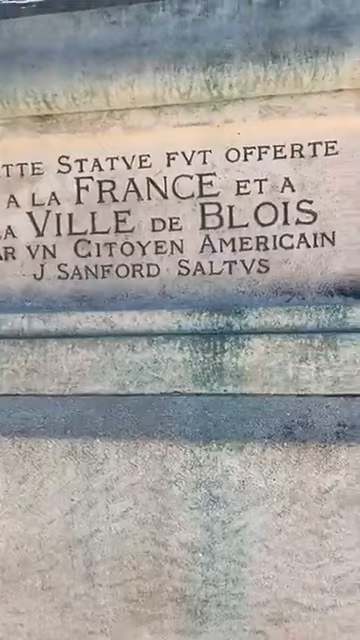 TTE STATVE FVT OFFERTE
A LA FRANCE ET A
A VILLE DE BLOIS
AR VN CITOYEN AMERICAIN
J SANFORD SALTVS